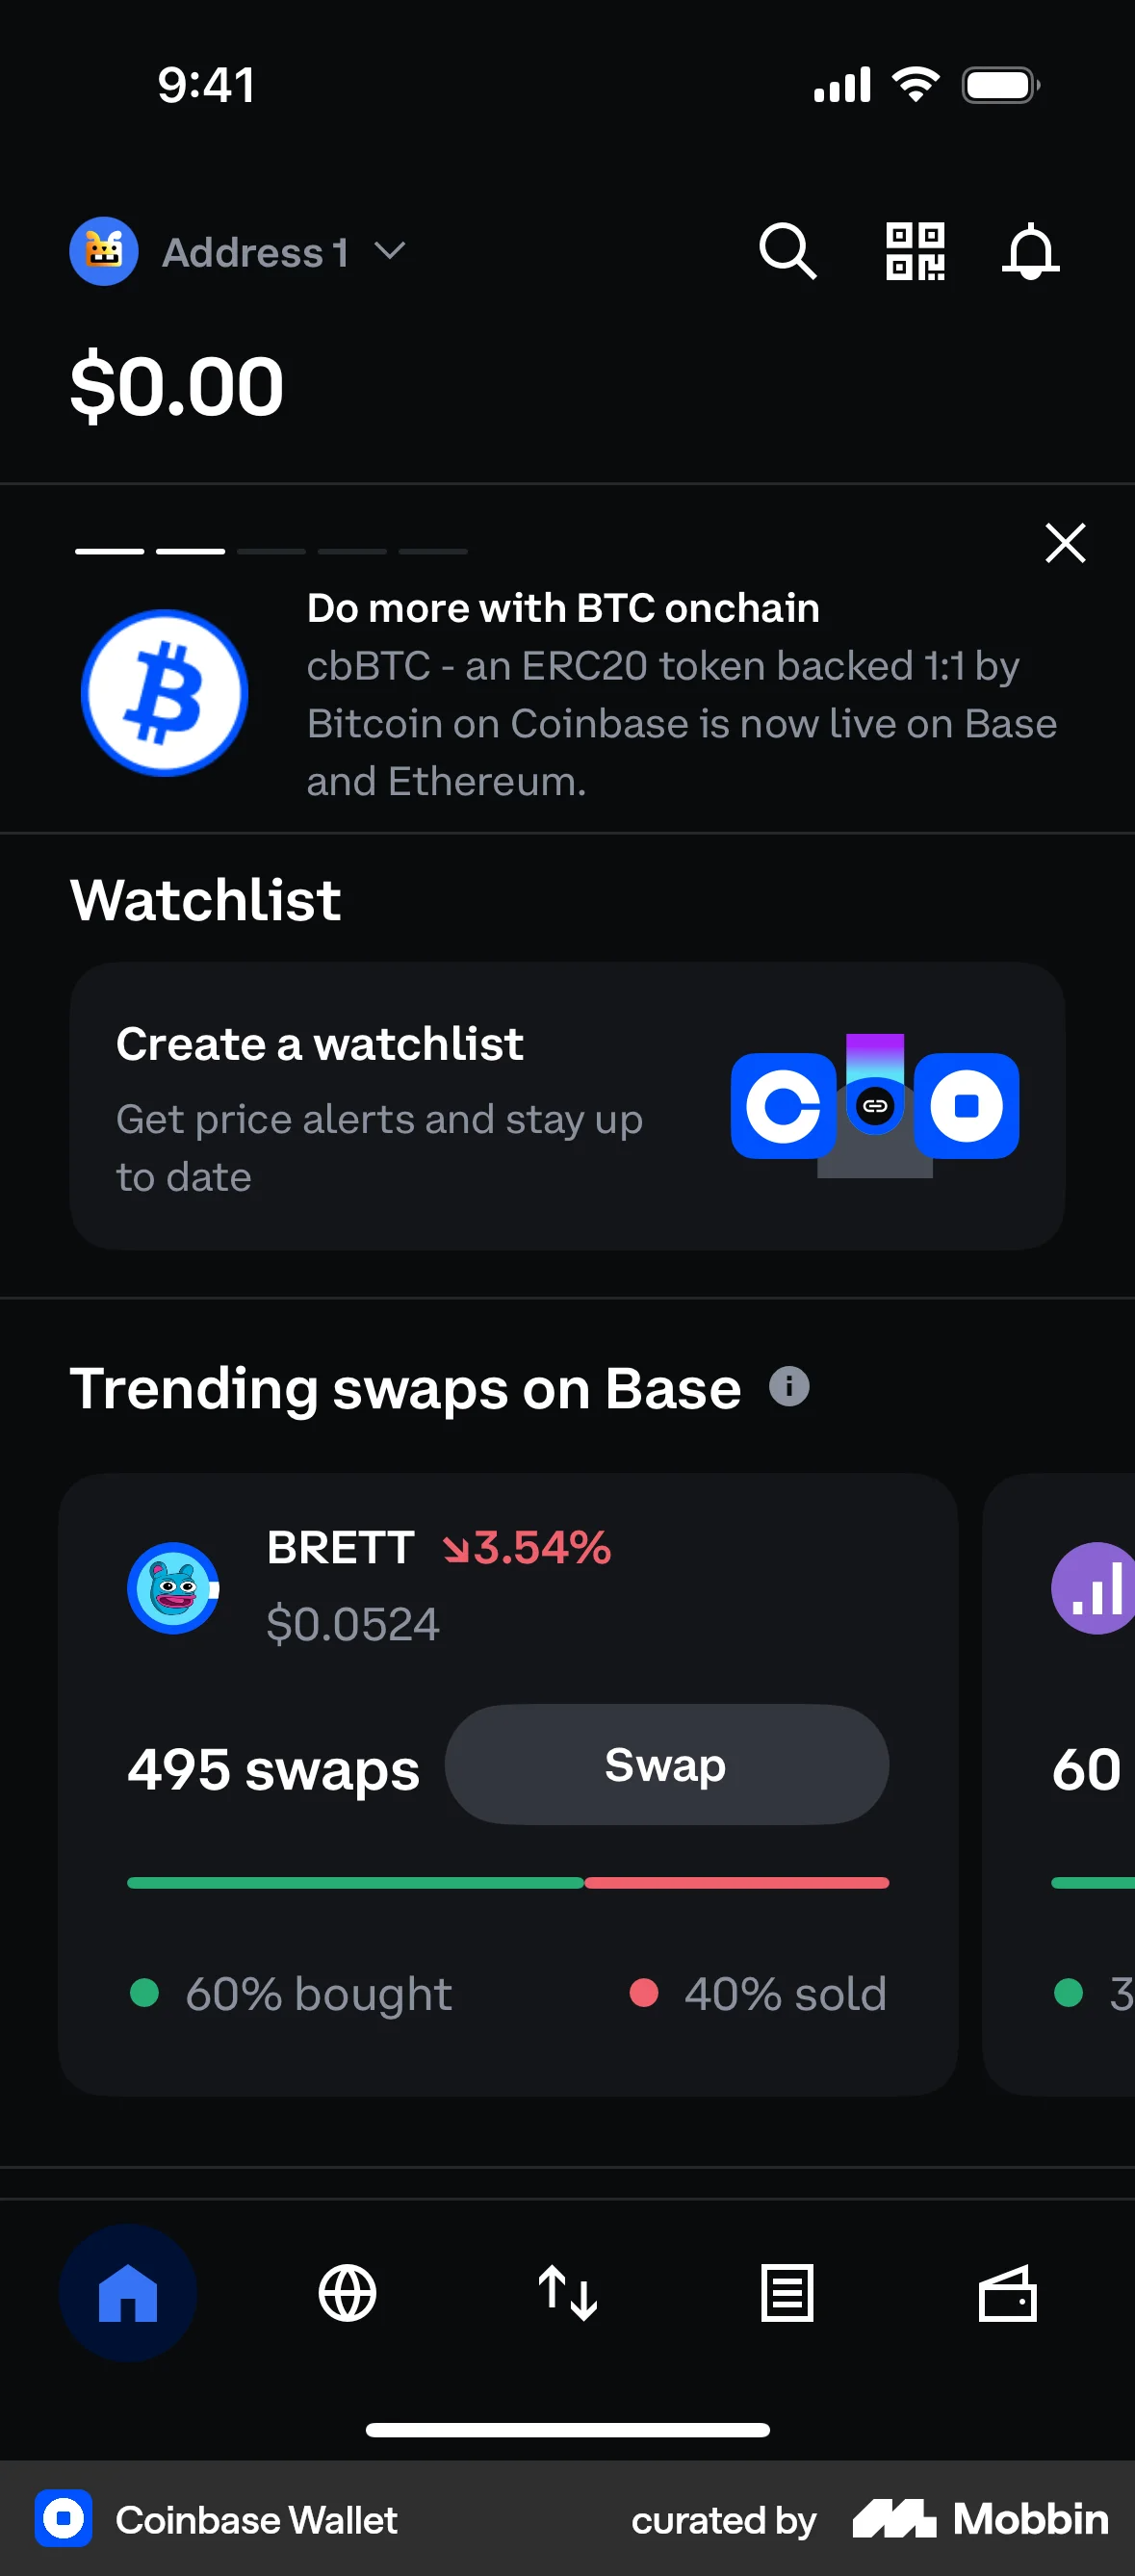 9:41
Address 1
$0.00
Do more with BTC onchain
cbBTC - an ERC20 token backed 1:1 by
Bitcoin on Coinbase is now live on Base
and Ethereum.
Watchlist
Create a watchlist
Get price alerts and stay up
to date
Trending swaps on Base
BRETT ↘3.54%
$0.0524
495 swaps
Swap
60
60% bought
40% sold
3
Coinbase Wallet
curated by
Mobbin